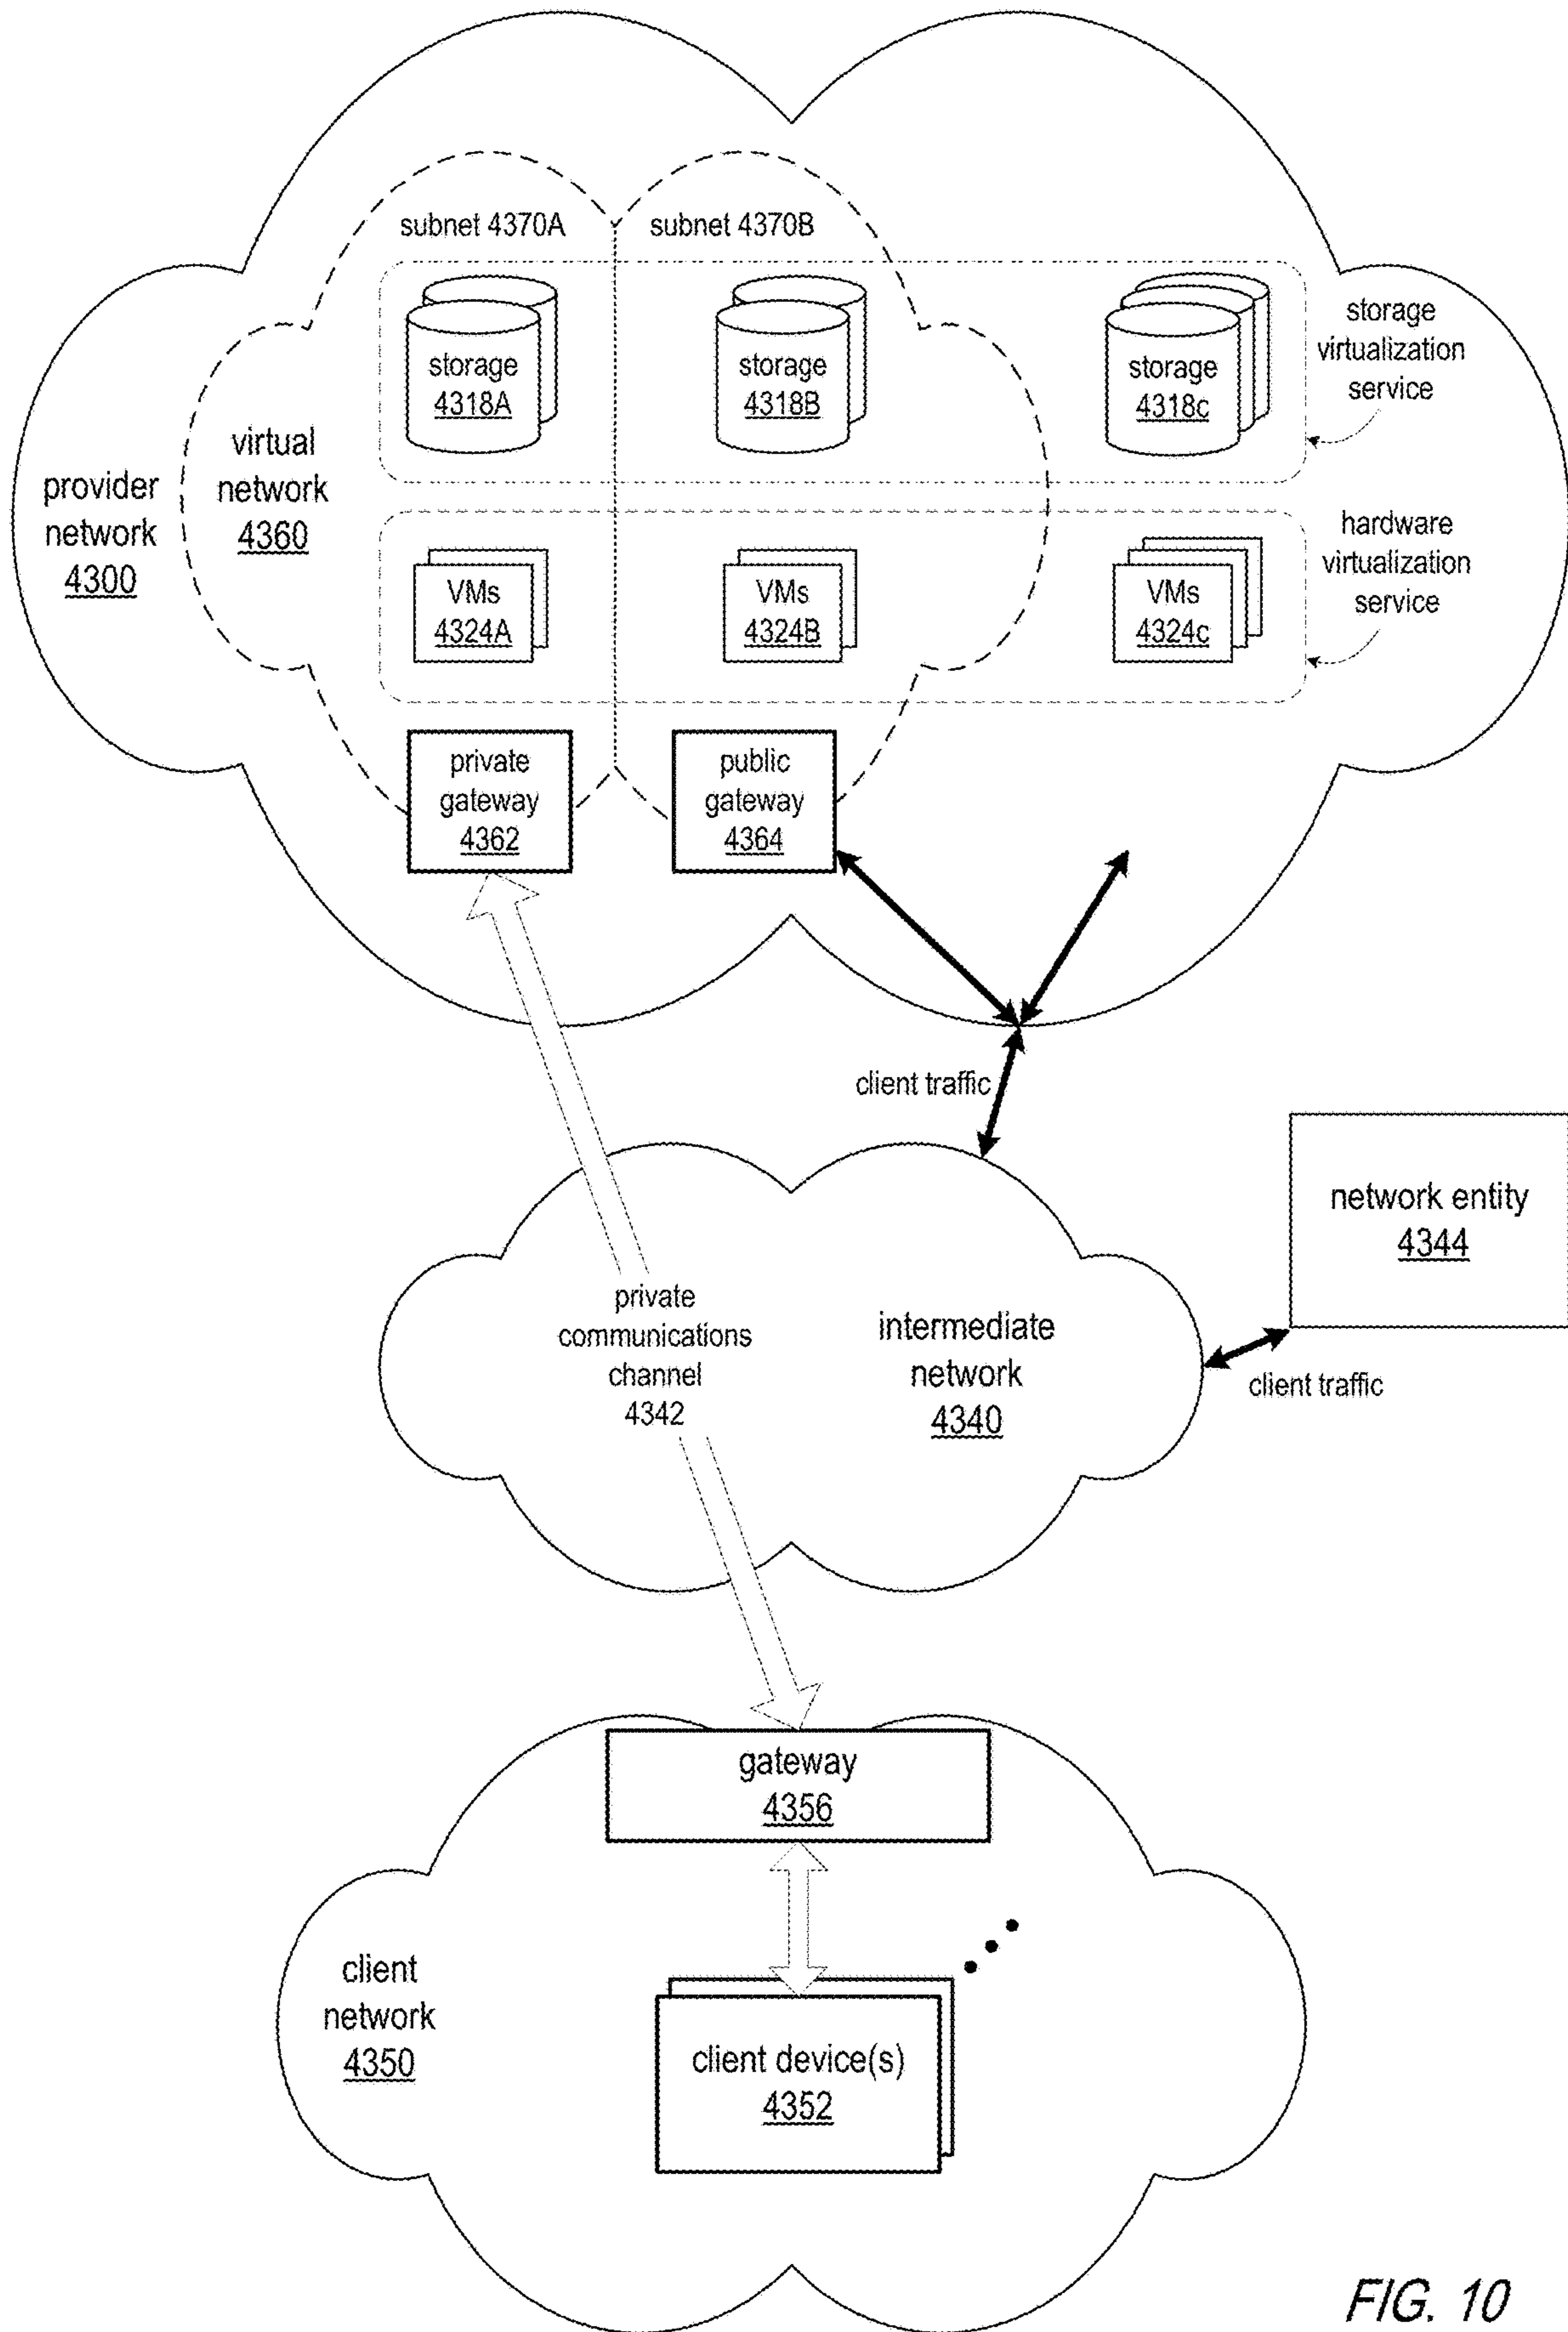 subnet 4370A
subnet 4370B
storage
4318A
storage
4318B
storage
4318c
storage
virtualization
service
provider
network
4300
virtual
network
4360
VMs
4324A
VMs
4324B
VMs
4324c
hardware
virtualization
service
private
gateway
4362
public
gateway
4364
client traffic
network entity
4344
client traffic
private
communications
channel
4342
intermediate
network
4340
gateway
4356
client
network
4350
client device(s)
4352
FIG. 10